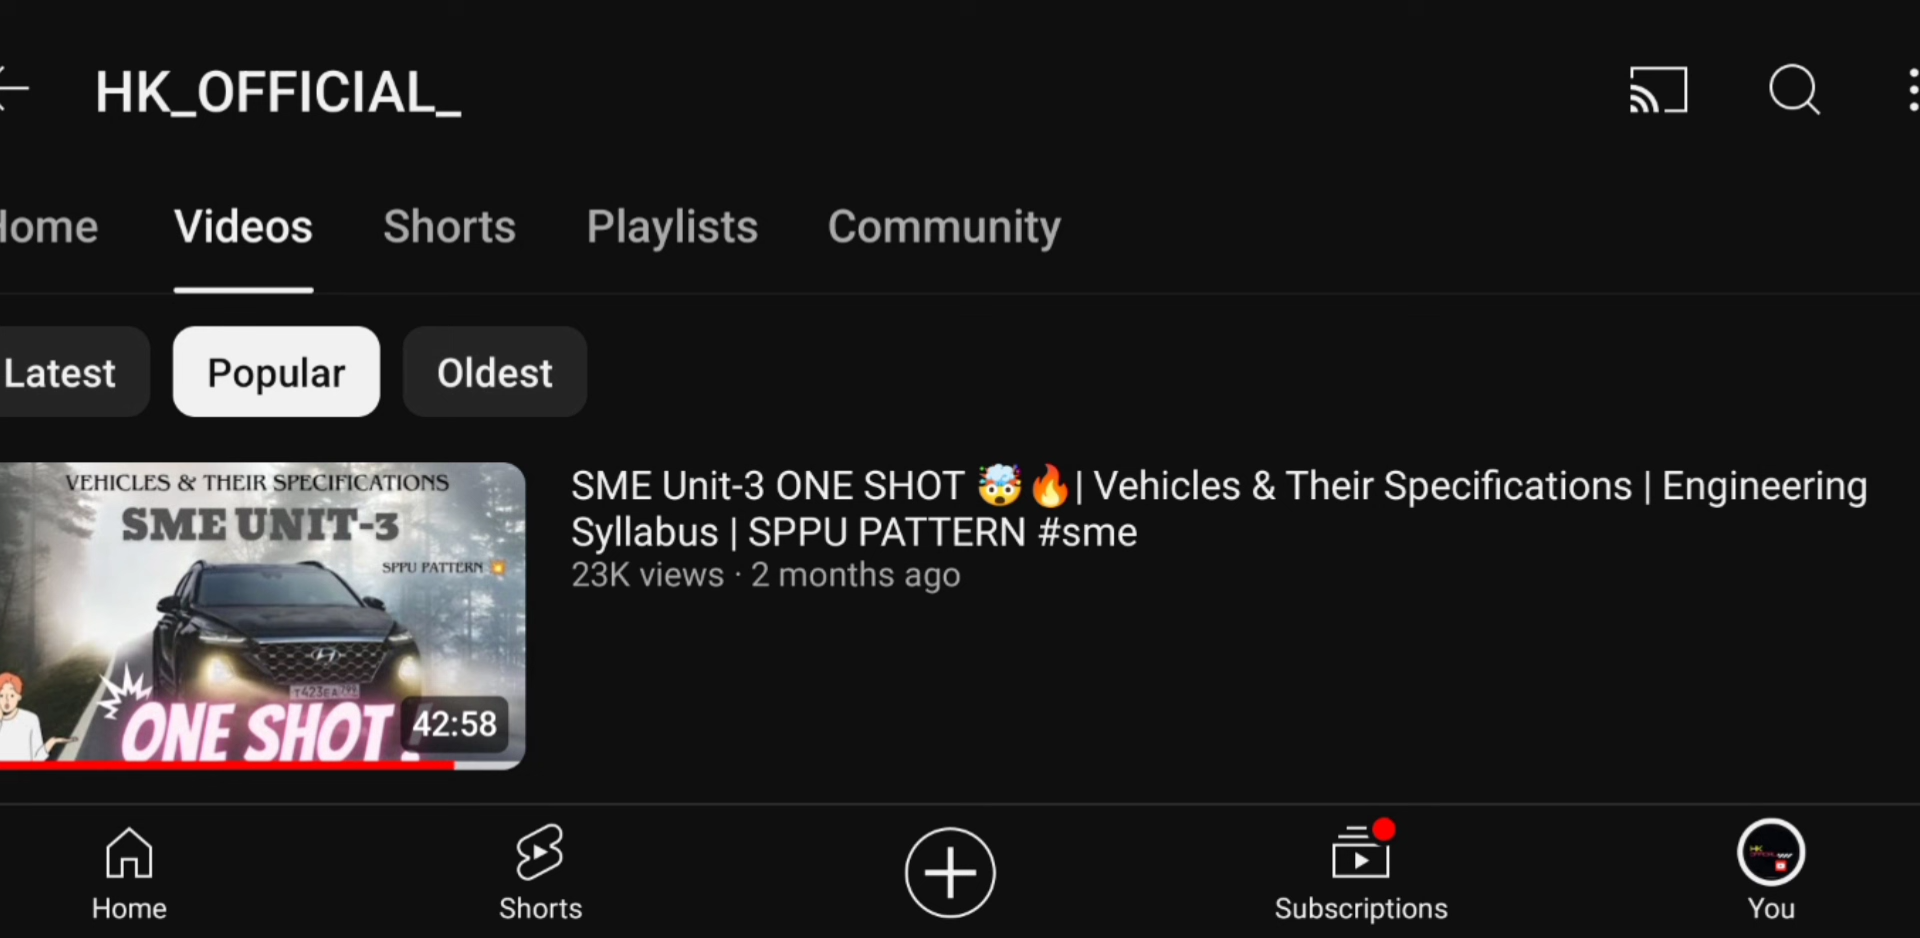 HK_OFFICIAL_
Home Videos Shorts Playlists Community
Latest Popular Oldest
VEHICLES & THEIR SPECIFICATIONS
SME UNIT-3
SPPU PATTERN 💥
T423EA
ONE SHOT !
42:58
SME Unit-3 ONE SHOT 🤯🔥| Vehicles & Their Specifications | Engineering
Syllabus | SPPU PATTERN #sme
23K views · 2 months ago
Home Shorts Subscriptions You